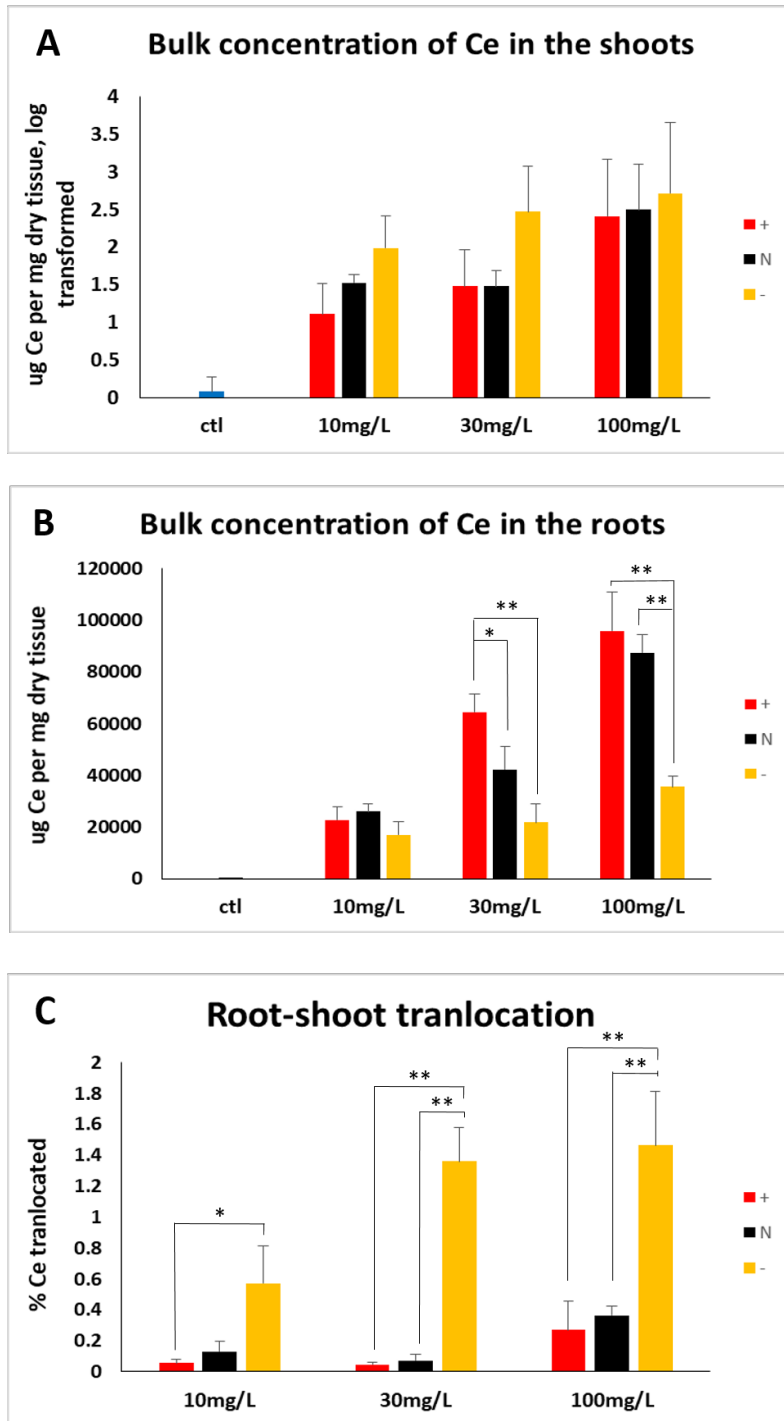 A
Bulk concentration of Ce in the shoots
ug Ce per mg dry tissue, log
transformed
4
3.5
3
2.5
2
1.5
1
0.5
0
ctl
10mg/L
30mg/L
100mg/L
+
N
-
B
Bulk concentration of Ce in the roots
ug Ce per mg dry tissue
120000
100000
80000
60000
40000
20000
0
**
*
**
**
ctl
10mg/L
30mg/L
100mg/L
+
N
-
C
Root-shoot tranlocation
% Ce tranlocated
2
1.8
1.6
1.4
1.2
1
0.8
0.6
0.4
0.2
0
*
**
**
**
**
10mg/L
30mg/L
100mg/L
+
N
-